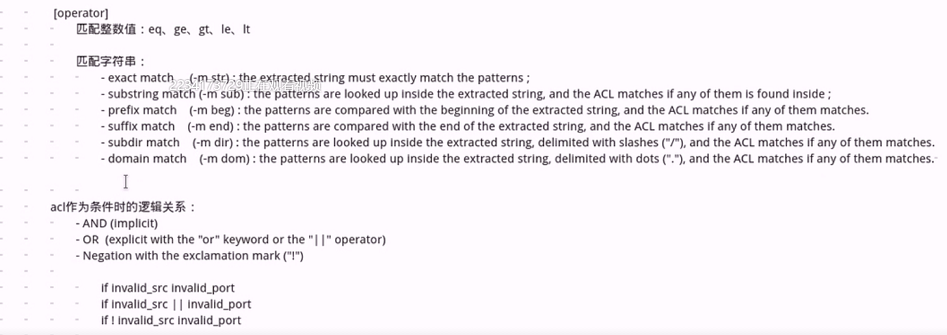 [operator]
匹配整数值：eq、ge、gt、le、lt
匹配字符串：
- exact match (-m str) : the extracted string must exactly match the patterns ;
- substring match (-m sub) : the patterns are looked up inside the extracted string, and the ACL matches if any of them is found inside ;
- prefix match (-m beg) : the patterns are compared with the beginning of the extracted string, and the ACL matches if any of them matches.
- suffix match (-m end) : the patterns are compared with the end of the extracted string, and the ACL matches if any of them matches.
- subdir match (-m dir) : the patterns are looked up inside the extracted string, delimited with slashes ("/"), and the ACL matches if any of them matches.
- domain match (-m dom) : the patterns are looked up inside the extracted string, delimited with dots ("."), and the ACL matches if any of them matches.
acl作为条件时的逻辑关系：
- AND (implicit)
- OR (explicit with the "or" keyword or the "||" operator)
- Negation with the exclamation mark ("!")
if invalid_src invalid_port
if invalid_src || invalid_port
if ! invalid_src invalid_port